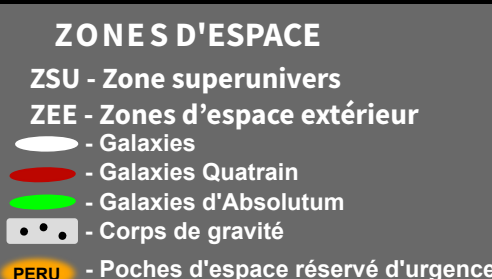 ZONES D'ESPACE
ZSU - Zone superunivers
ZEE - Zones d’espace extérieur
- Galaxies
- Galaxies Quatrain
- Galaxies d'Absolutum
- Corps de gravité
PERU - Poches d'espace réservé d'urgence